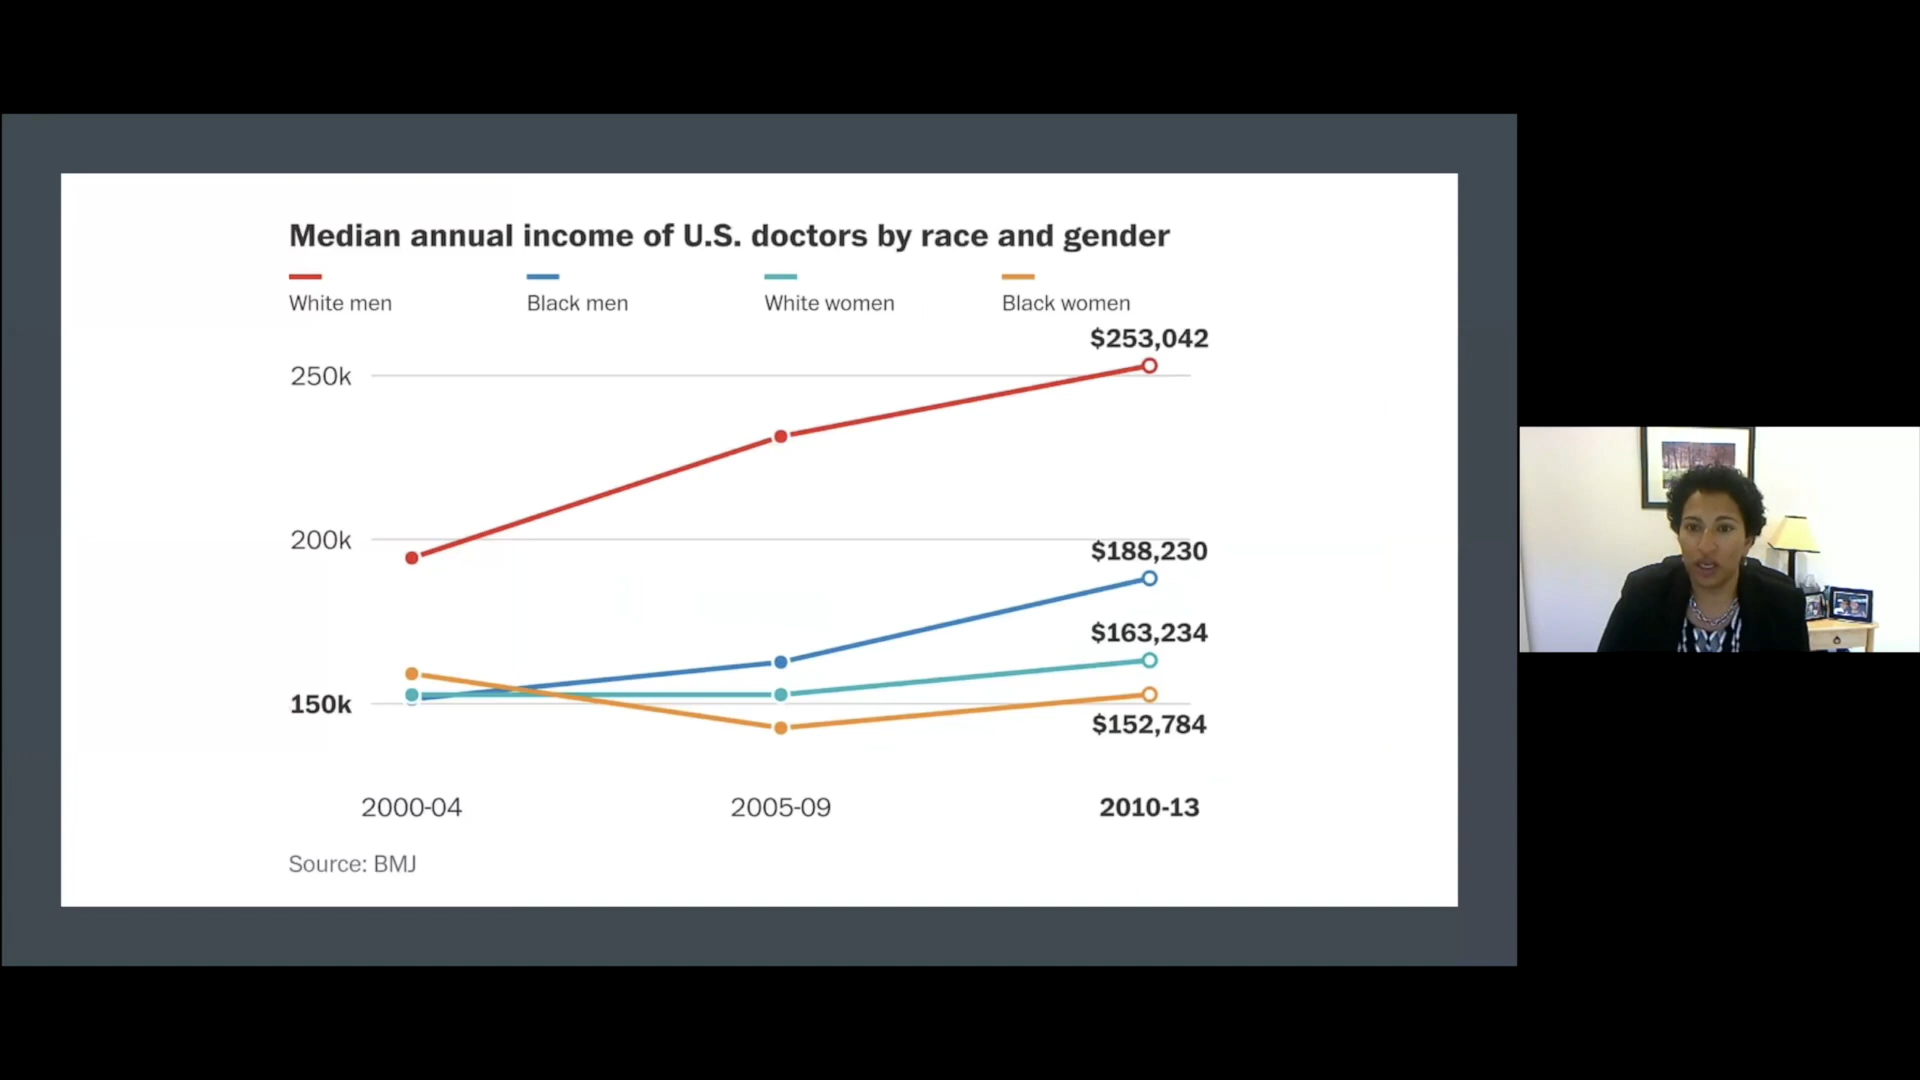 Median annual income of U.S. doctors by race and gender
White men
Black men
White women
Black women
$253,042
250k
200k
$188,230
$163,234
150k
$152,784
2000-04
2005-09
2010-13
Source: BMJ